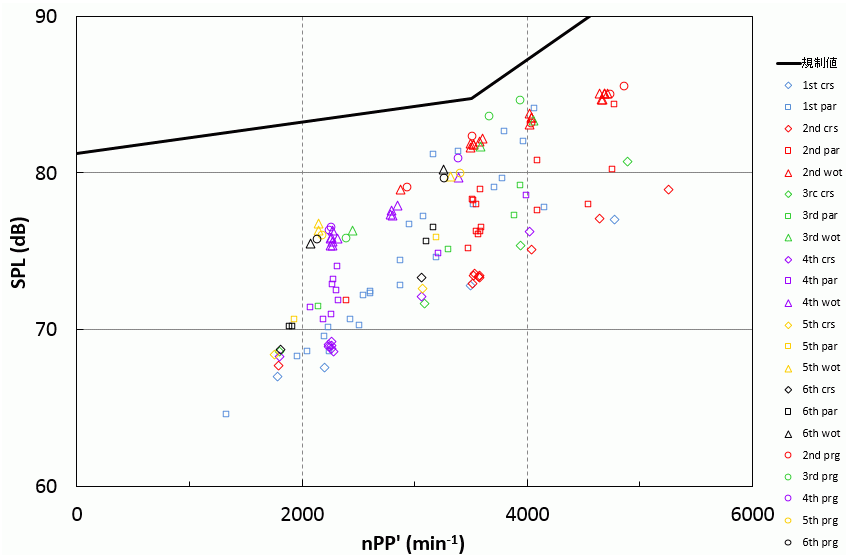 90
80
70
60
SPL (dB)
0
2000
4000
6000
nPP' (min-1)
規制値
1st crs
1st par
2nd crs
2nd par
2nd wot
3rc crs
3rd par
3rd wot
4th crs
4th par
4th wot
5th crs
5th par
5th wot
6th crs
6th par
6th wot
2nd prg
3rd prg
4th prg
5th prg
6th prg